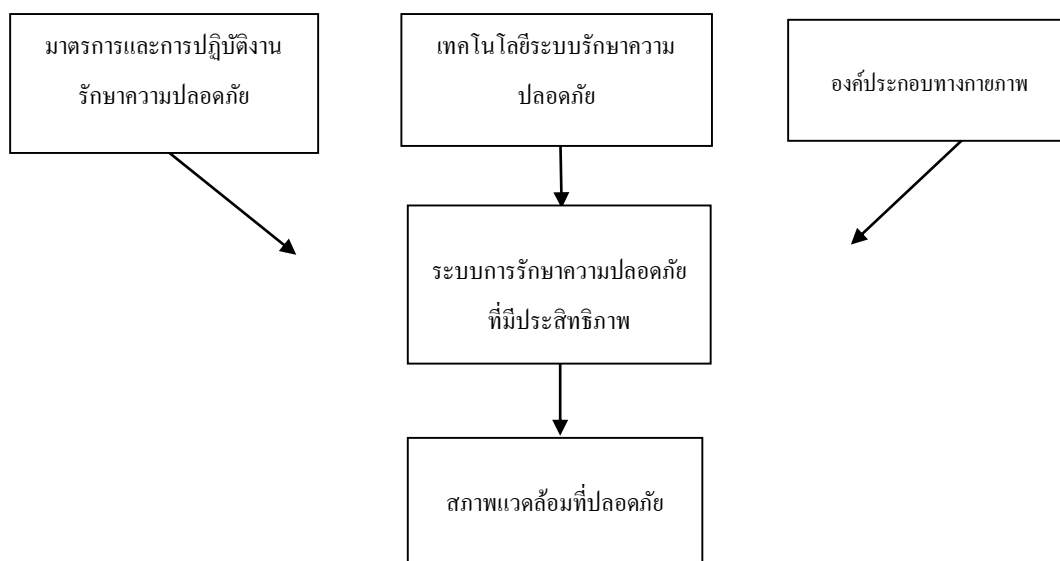 มาตรการและการปฏิบัติงาน
รักษาความปลอดภัย
เทคโนโลยีระบบรักษาความ
ปลอดภัย
องค์ประกอบทางกายภาพ
ระบบการรักษาความปลอดภัย
ที่มีประสิทธิภาพ
สภาพแวดล้อมที่ปลอดภัย